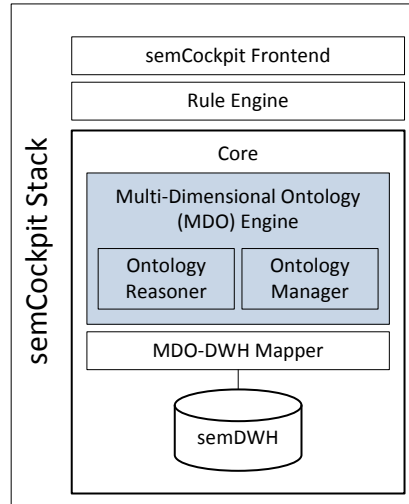 semCockpit Stack
semCockpit Frontend
Rule Engine
Core
Multi-Dimensional Ontology
(MDO) Engine
Ontology
Reasoner
Ontology
Manager
MDO-DWH Mapper
semDWH